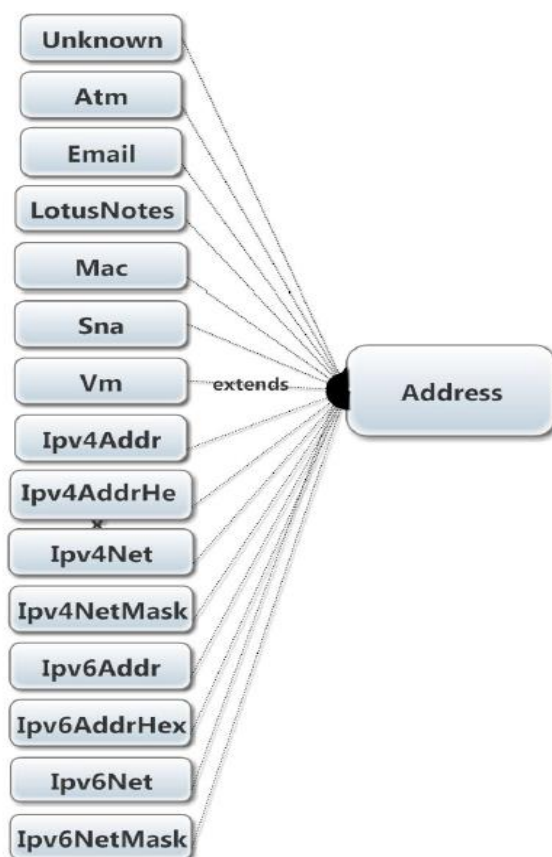 Unknown
Atm
Email
LotusNotes
Mac
Sna
Vm
extends
Address
Ipv4Addr
Ipv4AddrHe
x
Ipv4Net
Ipv4NetMask
Ipv6Addr
Ipv6AddrHex
Ipv6Net
Ipv6NetMask